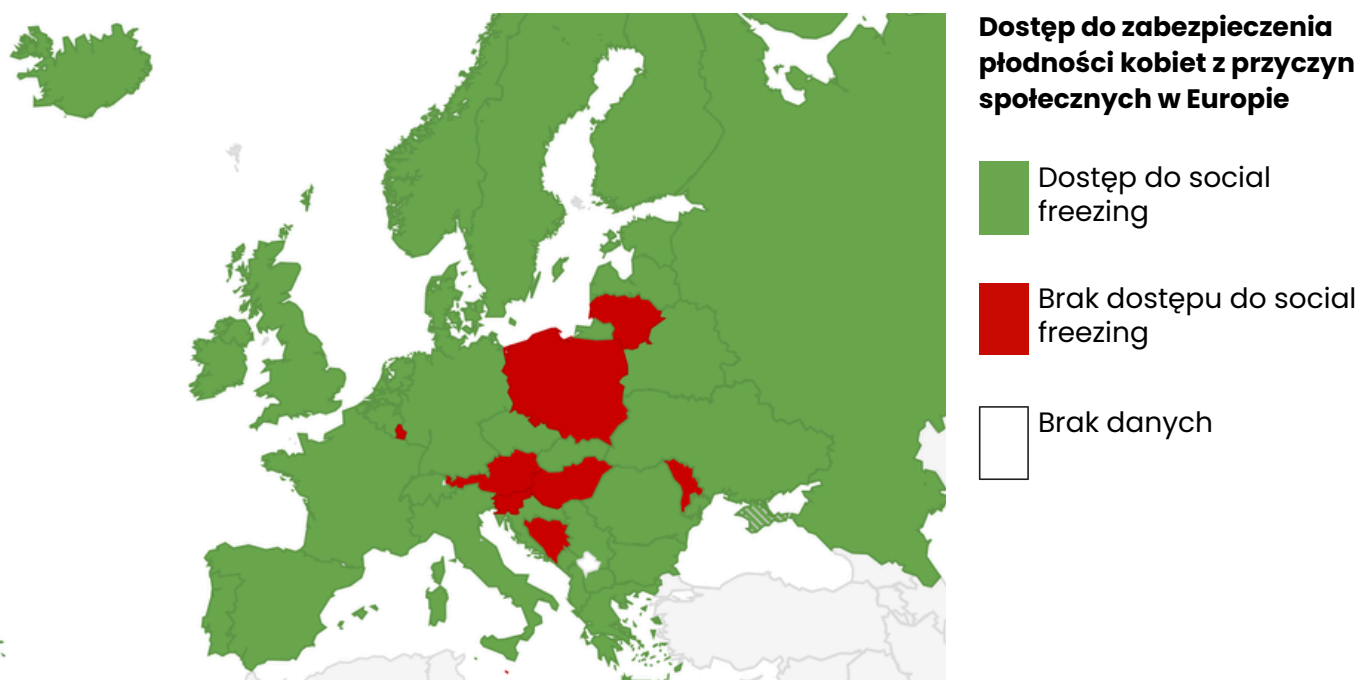 Dostęp do zabezpieczenia
płodności kobiet z przyczyn
społecznych w Europie
Dostęp do social
freezing
Brak dostępu do social
freezing
Brak danych